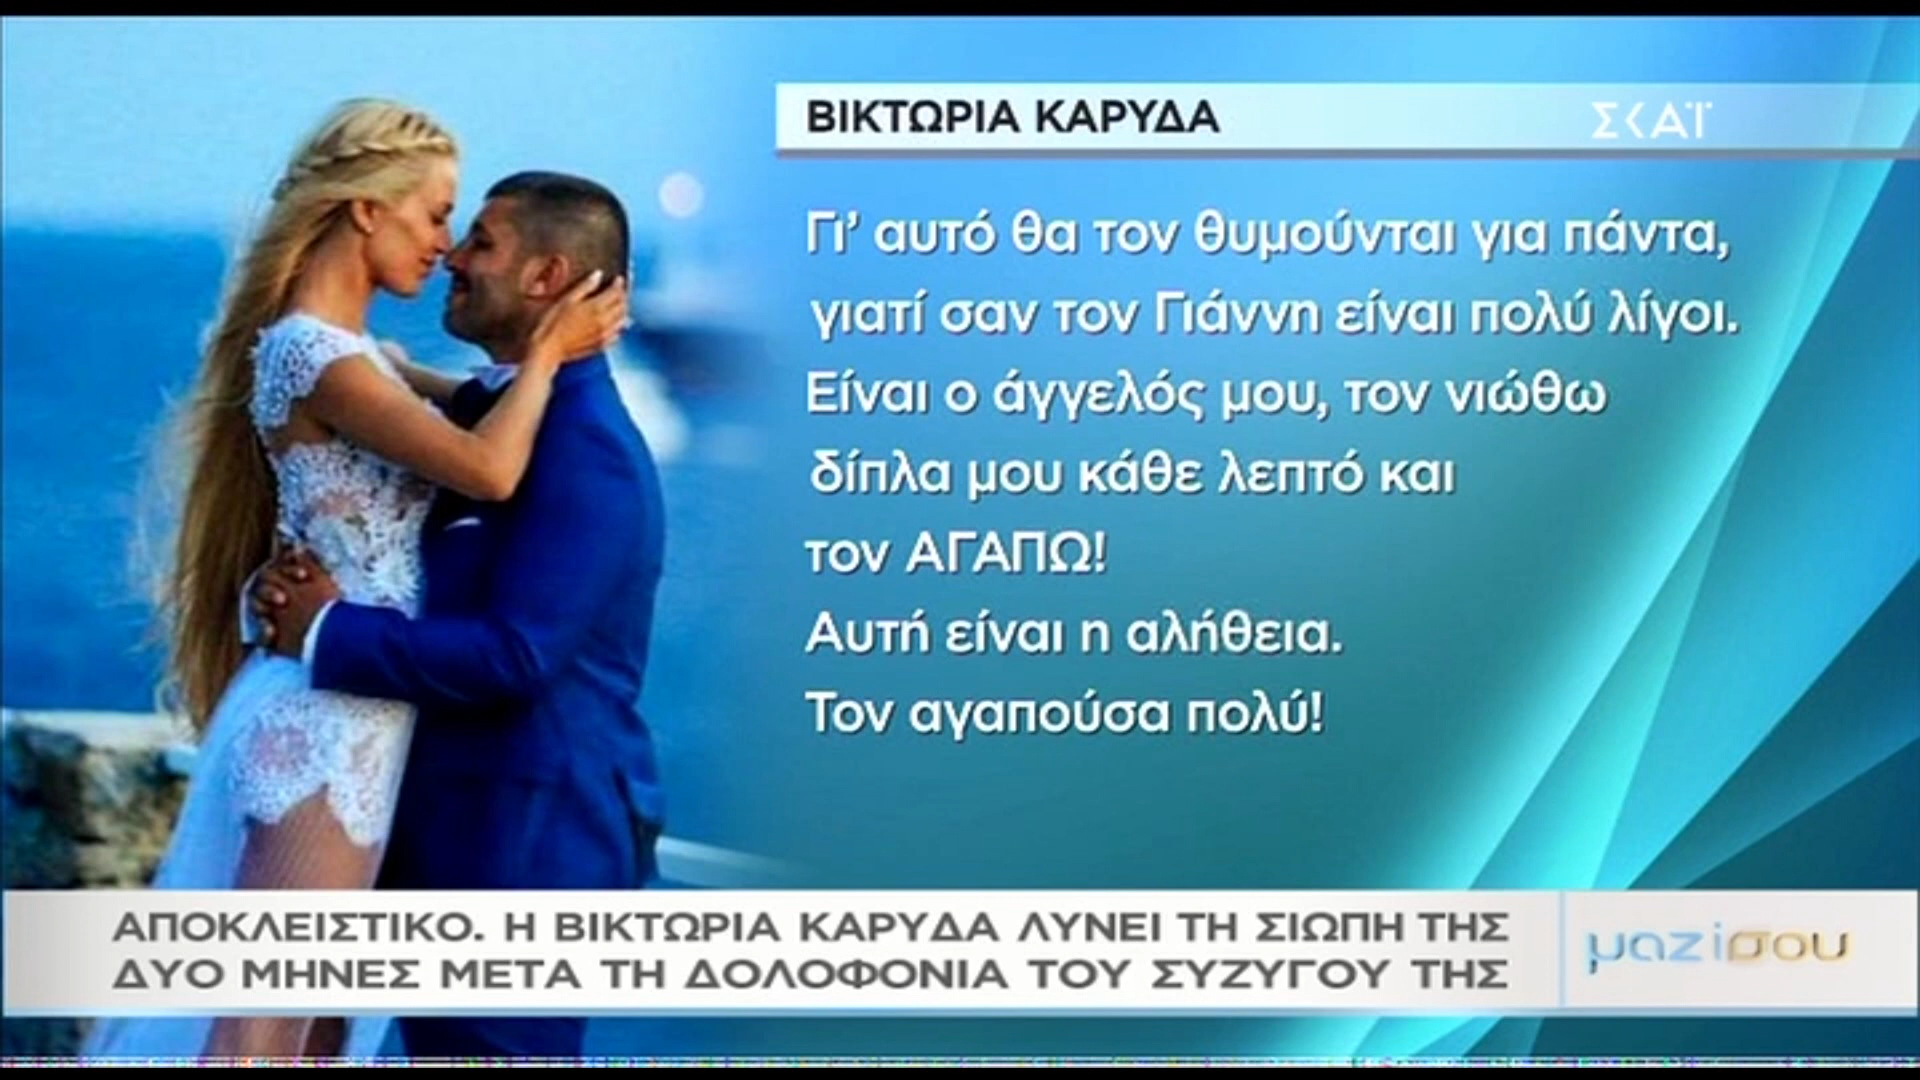 ΒΙΚΤΩΡΙΑ ΚΑΡΥΔΑ
ΣΚΑΪ
Γι' αυτό θα τον θυμούνται για πάντα,
γιατί σαν τον Γιάννη είναι πολύ λίγοι.
Είναι ο άγγελός μου, τον νιώθω
δίπλα μου κάθε λεπτό και
τον ΑΓΑΠΩ!
Αυτή είναι η αλήθεια.
Τον αγαπούσα πολύ!
ΑΠΟΚΛΕΙΣΤΙΚΟ. Η ΒΙΚΤΩΡΙΑ ΚΑΡΥΔΑ ΛΥΝΕΙ ΤΗ ΣΙΩΠΗ ΤΗΣ
ΔΥΟ ΜΗΝΕΣ ΜΕΤΑ ΤΗ ΔΟΛΟΦΟΝΙΑ ΤΟΥ ΣΥΖΥΓΟΥ ΤΗΣ
μαζί σου